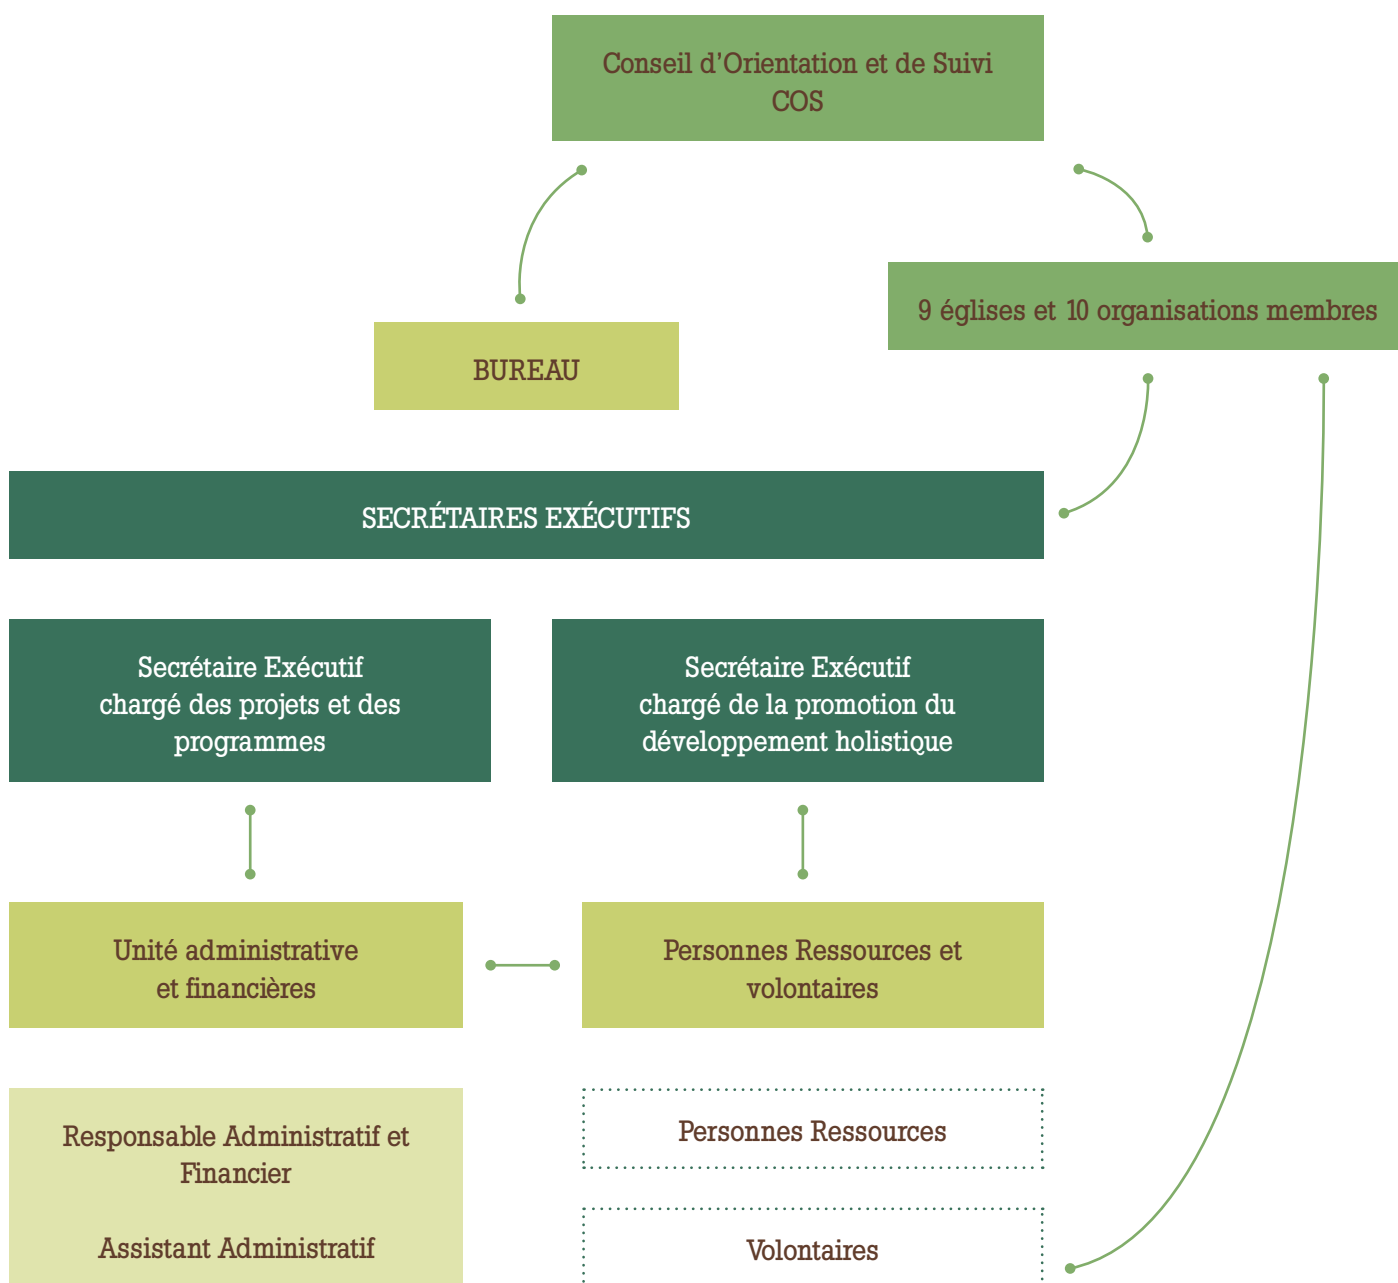 Conseil d'Orientation et de Suivi
COS
9 églises et 10 organisations membres
BUREAU
SECRÉTAIRES EXÉCUTIFS
Secrétaire Exécutif
chargé des projets et des
programmes
Secrétaire Exécutif
chargé de la promotion du
développement holistique
Unité administrative
et financières
Personnes Ressources et
volontaires
Responsable Administratif et
Financier
Assistant Administratif
Personnes Ressources
Volontaires